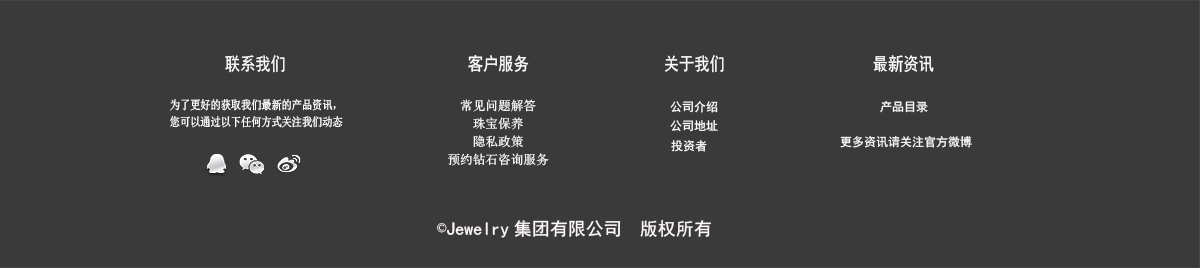 联系我们
为了更好的获取我们最新的产品资讯，
您可以通过以下任何方式关注我们动态
客户服务
常见问题解答
珠宝保养
隐私政策
预约钻石咨询服务
关于我们
公司介绍
公司地址
投资者
最新资讯
产品目录
更多资讯请关注官方微博
©Jewelry 集团有限公司　版权所有